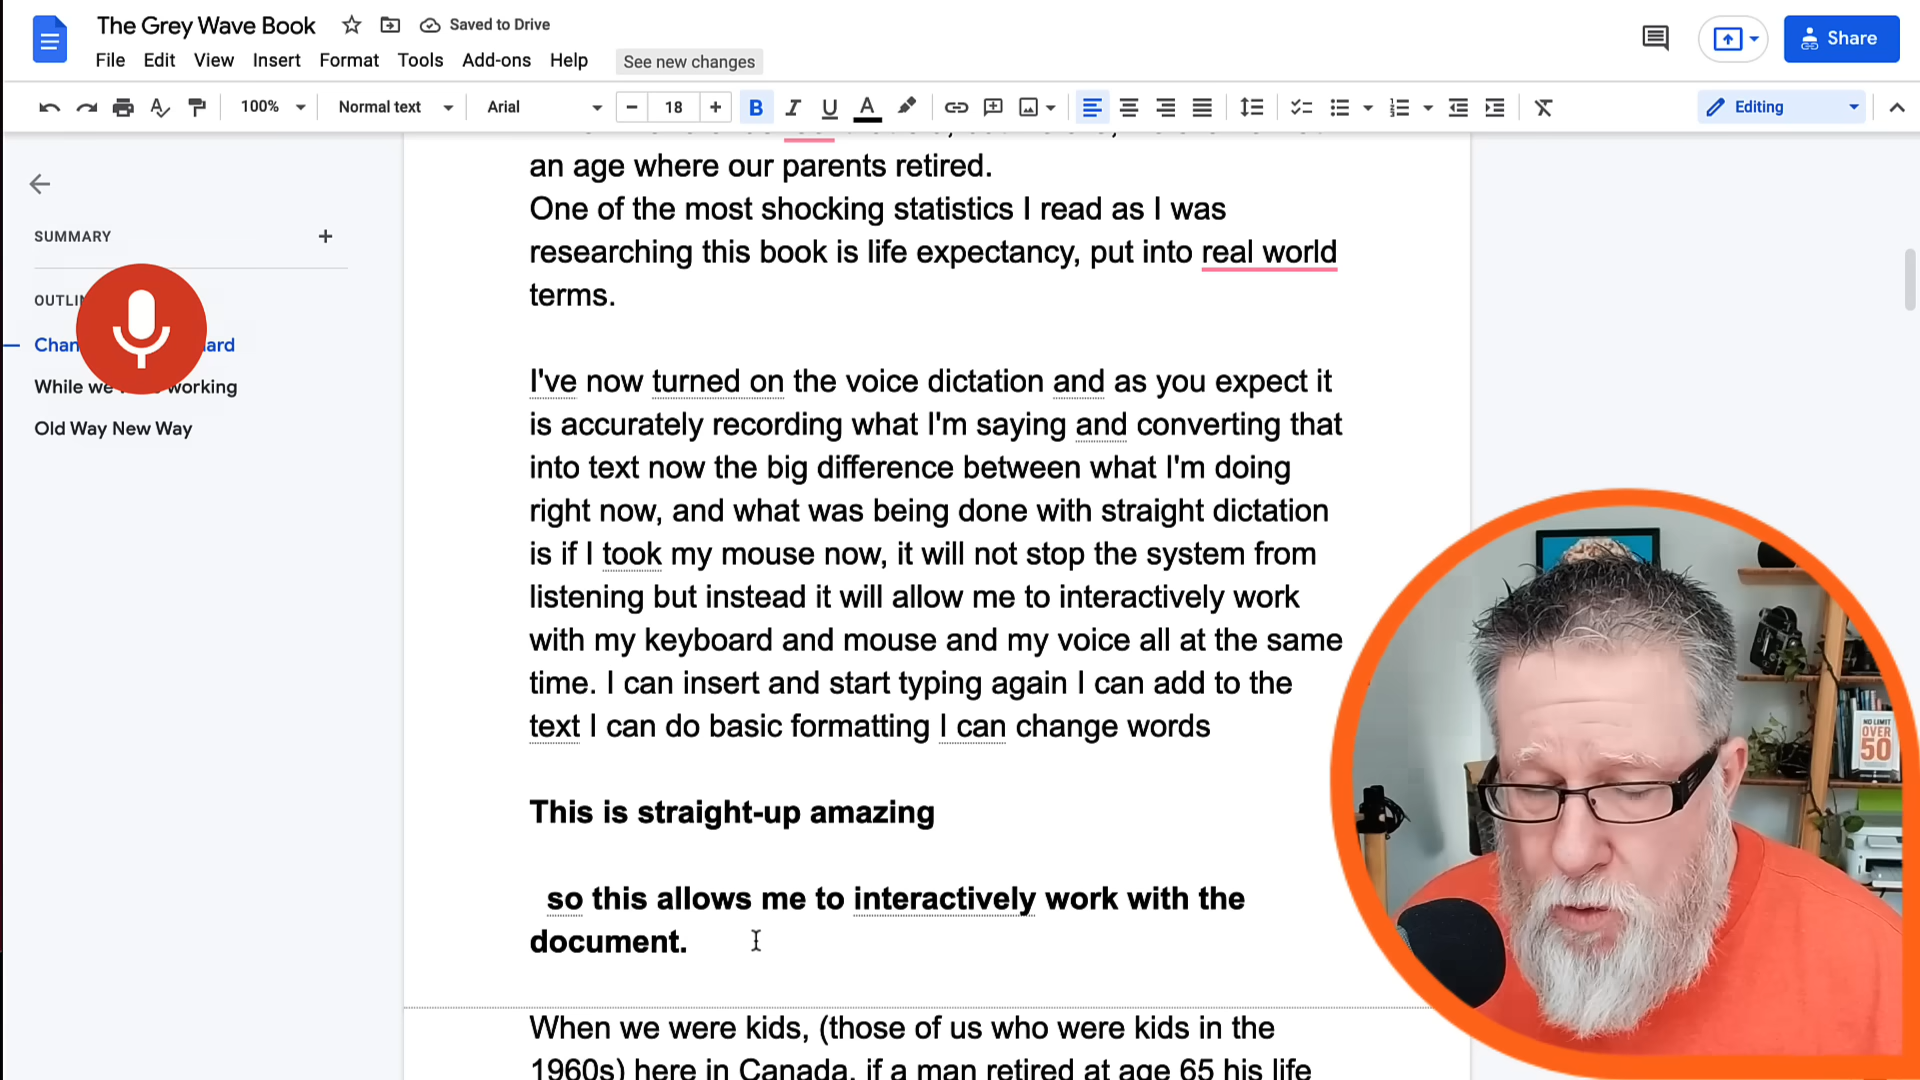 The Grey Wave Book
Saved to Drive
File Edit View Insert Format Tools Add-ons Help See new changes
Share
100% Normal text Arial 18 B I U A Editing
SUMMARY
While we working
Old Way New Way
an age where our parents retired.
One of the most shocking statistics I read as I was
researching this book is life expectancy, put into real world
terms.
I've now turned on the voice dictation and as you expect it
is accurately recording what I'm saying and converting that
into text now the big difference between what I'm doing
right now, and what was being done with straight dictation
is if I took my mouse now, it will not stop the system from
listening but instead it will allow me to interactively work
with my keyboard and mouse and my voice all at the same
time. I can insert and start typing again I can add to the
text I can do basic formatting I can change words
This is straight-up amazing
so this allows me to interactively work with the
document.
When we were kids, (those of us who were kids in the
1960s) here in Canada, if a man retired at age 65 his life
NO LIMIT
OVER
50